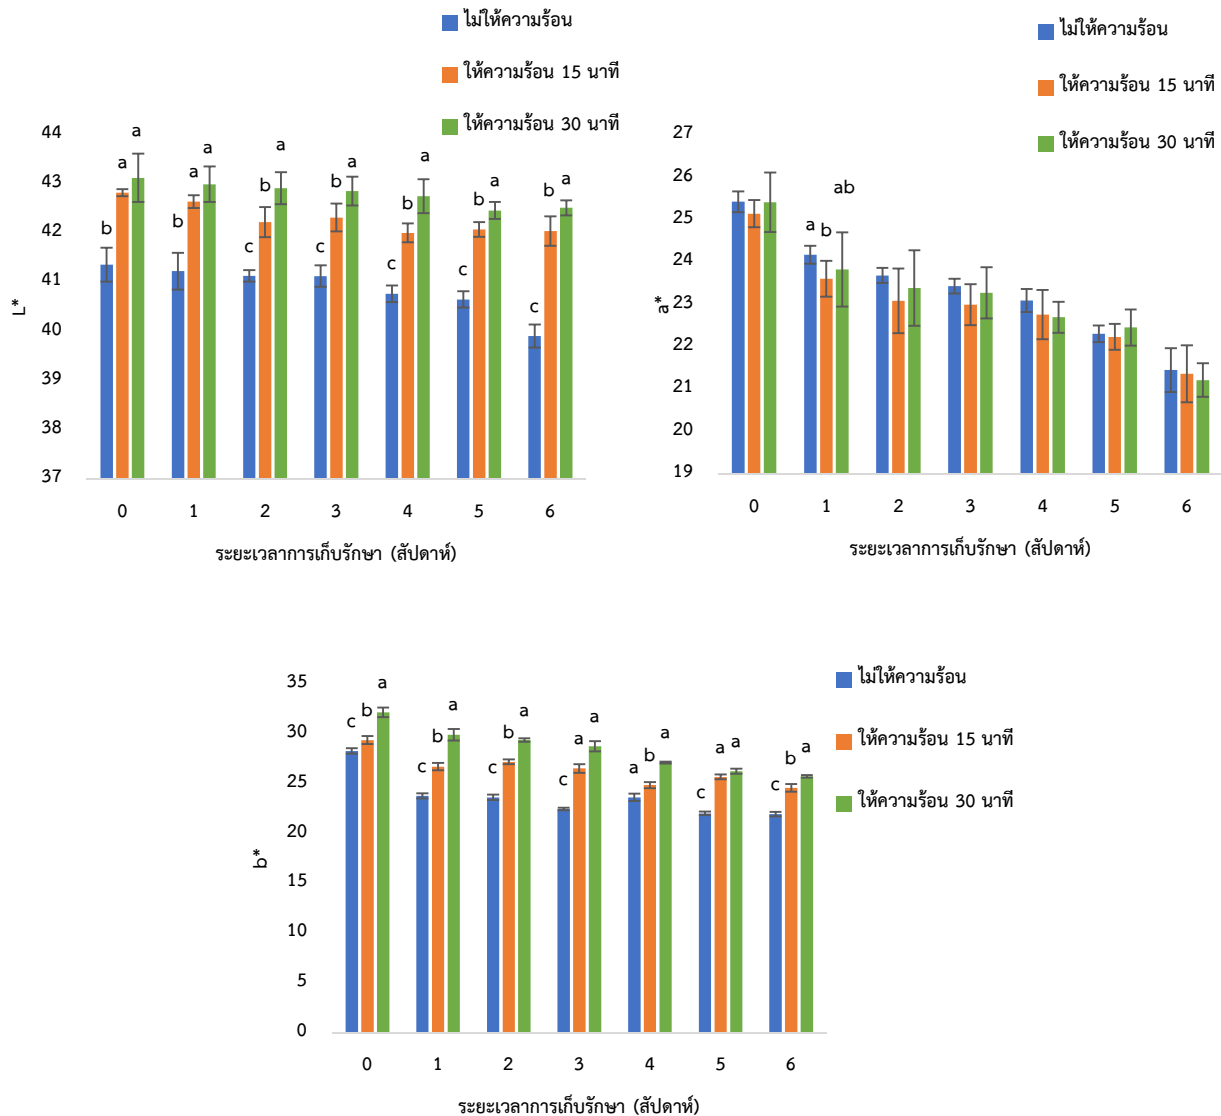 ไม่ให้ความร้อน
ให้ความร้อน 15 นาที
ให้ความร้อน 30 นาที
44
43
42
41
40
39
38
37
L*
b a a
b a a
c b a
c b a
c b a
c b a
c b a
0 1 2 3 4 5 6
ระยะเวลาการเก็บรักษา (สัปดาห์)
ไม่ให้ความร้อน
ให้ความร้อน 15 นาที
ให้ความร้อน 30 นาที
27
26
25
24
23
22
21
20
19
a*
a b ab
0 1 2 3 4 5 6
ระยะเวลาการเก็บรักษา (สัปดาห์)
ไม่ให้ความร้อน
ให้ความร้อน 15 นาที
ให้ความร้อน 30 นาที
35
30
25
20
15
10
5
0
b*
c b a
c b a
c b a
c a a
a b a
c a a
c b a
0 1 2 3 4 5 6
ระยะเวลาการเก็บรักษา (สัปดาห์)